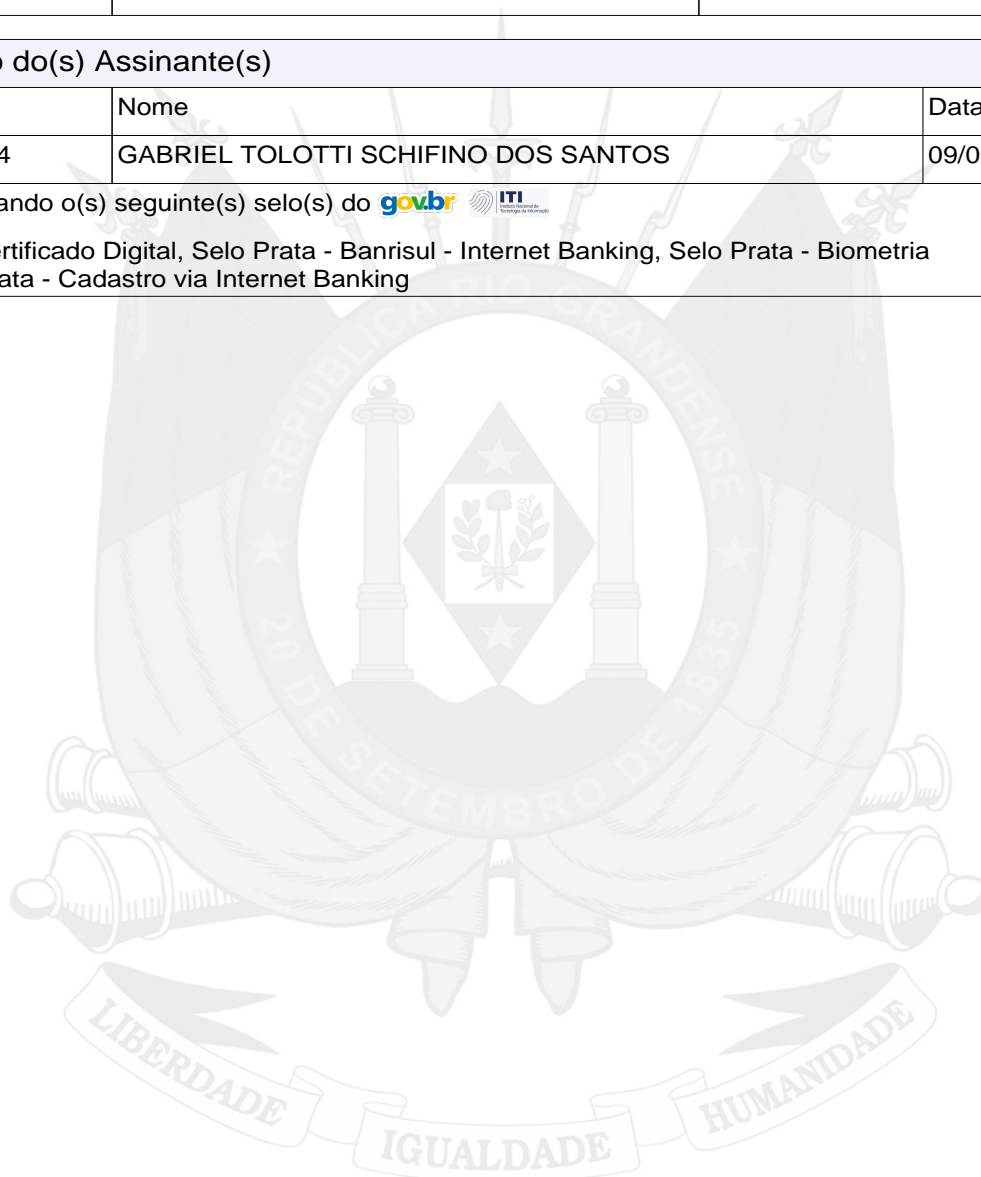 o do(s) Assinante(s)
Nome
Data
4
GABRIEL TOLOTTI SCHIFINO DOS SANTOS
09/0
ando o(s) seguinte(s) selo(s) do gov.br ITI
ertificado Digital, Selo Prata - Banrisul - Internet Banking, Selo Prata - Biometria
ata - Cadastro via Internet Banking
REPÚBLICA RIO GRANDENSE
20 DE SETEMBRO DE 1835
LIBERDADE
IGUALDADE
HUMANIDADE